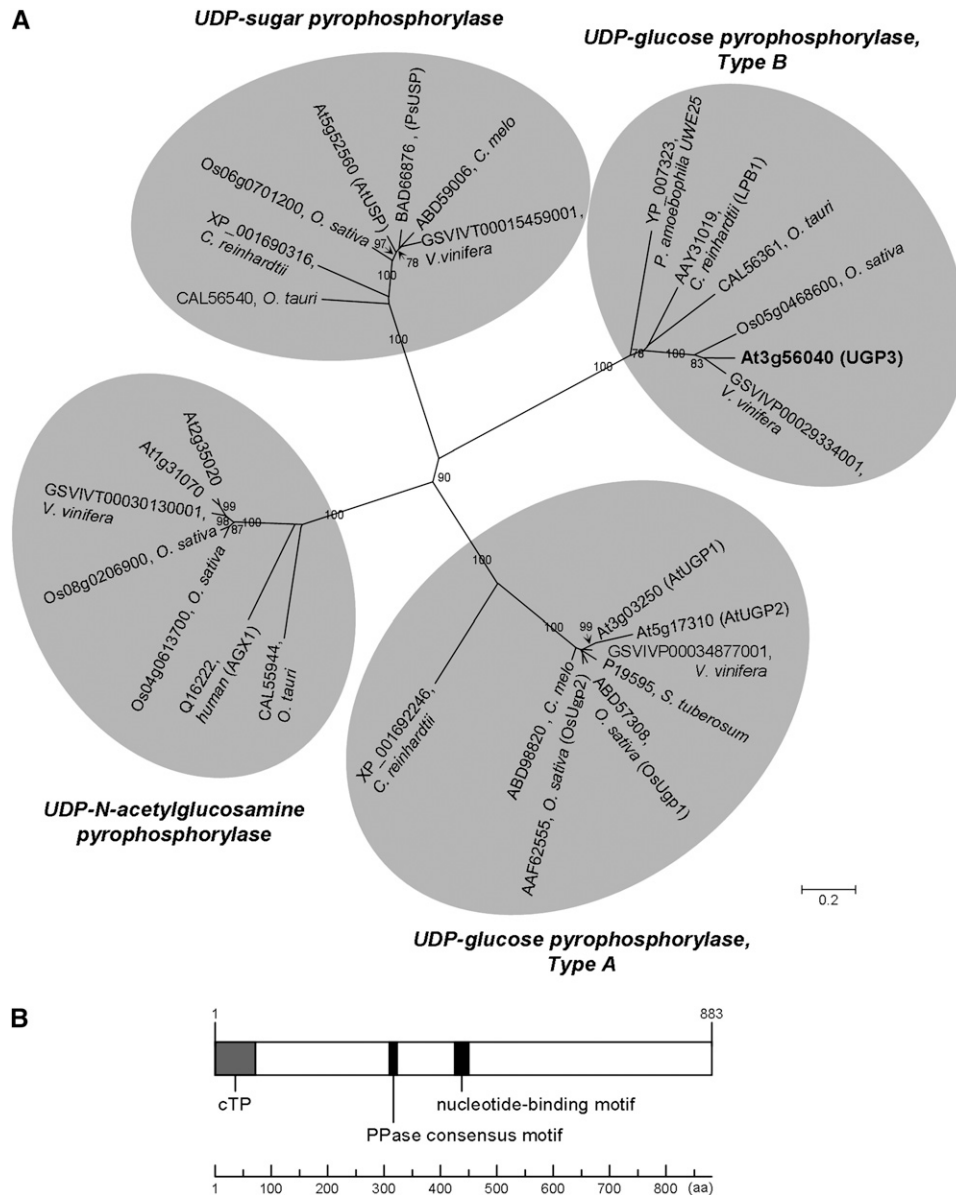 A
UDP-sugar pyrophosphorylase
UDP-glucose pyrophosphorylase,
Type B
At5g52560 (AtUSP)
BAD66876 , (PsUSP)
ABD59006, C. melo
Os06g0701200, O. sativa
GSVIVT00015459001,
V.vinifera
XP_001690316,
C. reinhardtii
CAL56540, O. tauri
97
78
100
100
YP_007323,
P. amoebophila UWE25
AAY31019,
C. reinhardtii (LPB1)
CAL56361, O. tauri
Os05g0468600, O. sativa
At3g56040 (UGP3)
GSVIVP00029334001,
V. vinifera
100
78
100
83
90
At2g35020
At1g31070
GSVIVT00030130001,
V. vinifera
Os08g0206900, O. sativa
Os04g0613700, O. sativa
Q16222,
human (AGX1)
CAL55944,
O. tauri
99
98
87
100
100
UDP-N-acetylglucosamine
pyrophosphorylase
100
100
99
At3g03250 (AtUGP1)
At5g17310 (AtUGP2)
GSVIVP00034877001,
V. vinifera
P19595, S. tuberosum
ABD57308,
O. sativa (OsUgp1)
ABD98820 , C. melo
AAF62555, O. sativa (OsUgp2)
XP_001692246,
C. reinhardtii
0.2
UDP-glucose pyrophosphorylase,
Type A
B
1
883
cTP
nucleotide-binding motif
PPase consensus motif
1 100 200 300 400 500 600 700 800 (aa)